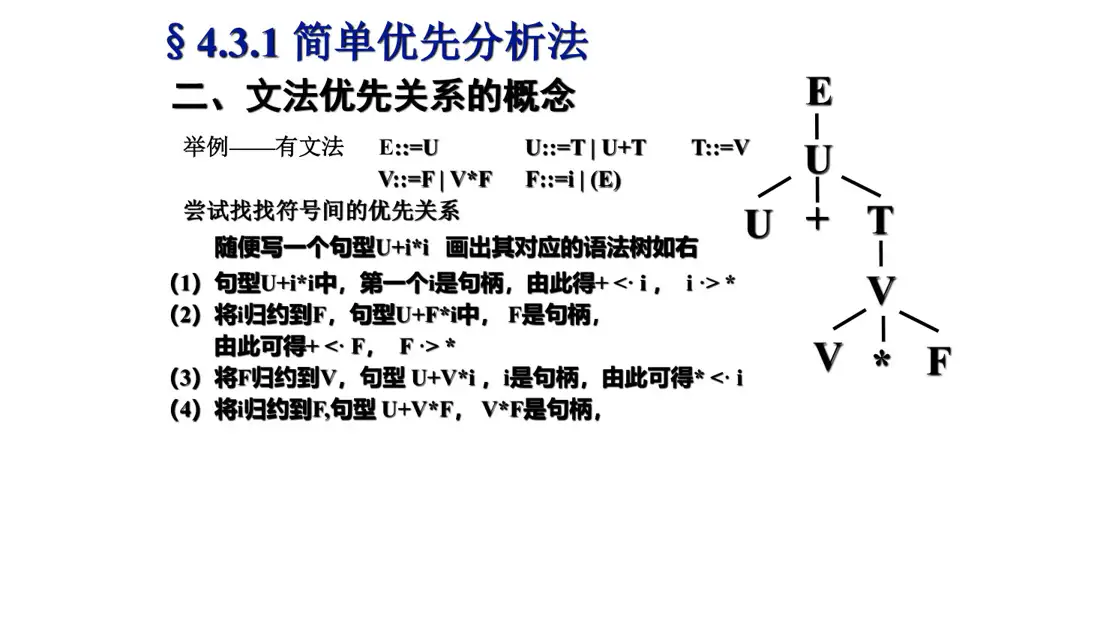 §4.3.1 简单优先分析法
二、文法优先关系的概念
举例——有文法 E::=U U::=T | U+T T::=V
V::=F | V*F F::=i | (E)
尝试找找符号间的优先关系
随便写一个句型U+i*i 画出其对应的语法树如右
（1）句型U+i*i中，第一个i是句柄，由此得+ <· i ， i ·> *
（2）将i归约到F，句型U+F*i中， F是句柄，
由此可得+ <· F， F ·> *
（3）将F归约到V，句型 U+V*i ，i是句柄，由此可得* <· i
（4）将i归约到F,句型 U+V*F， V*F是句柄，
E
U
U + T
V
V * F